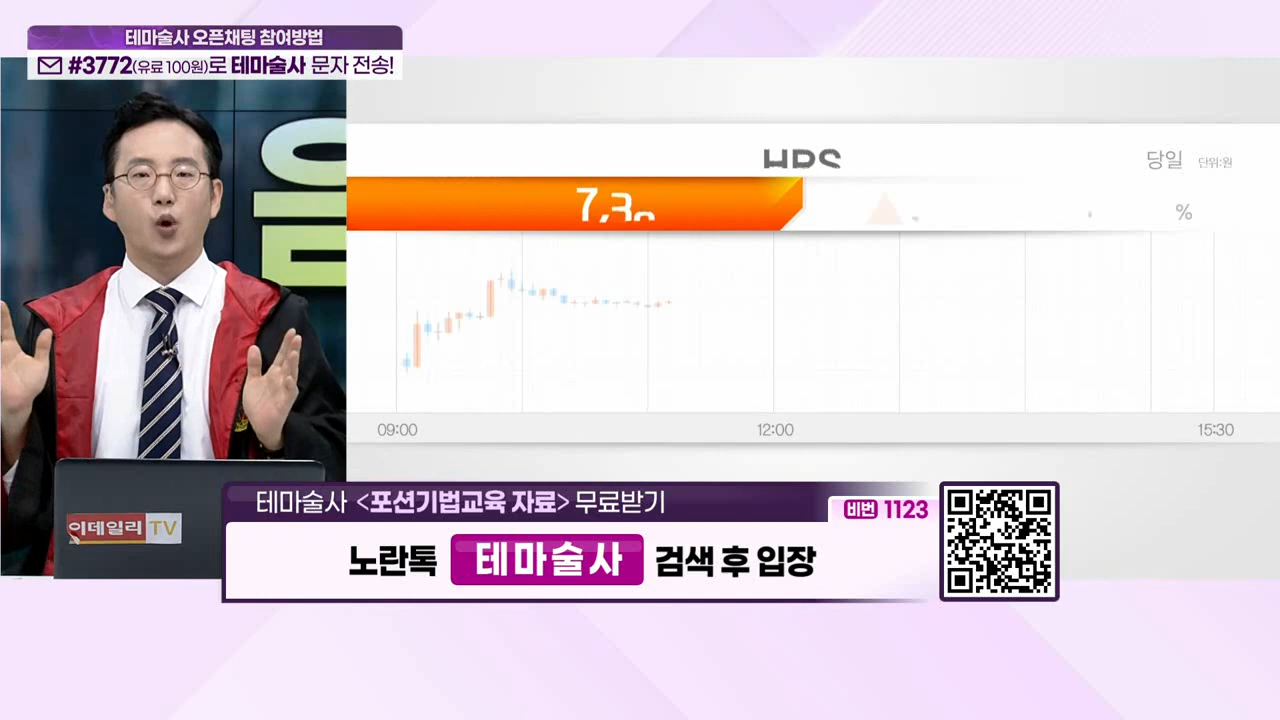 테마술사 오픈채팅 참여방법
#3772(유료 100원)로 테마술사 문자 전송!
음
HRS
당일 단위:원
%
09:00 12:00 15:30
이데일리TV
테마술사 <포션기법교육 자료> 무료받기
비번 1123
노란톡 테마술사 검색 후 입장